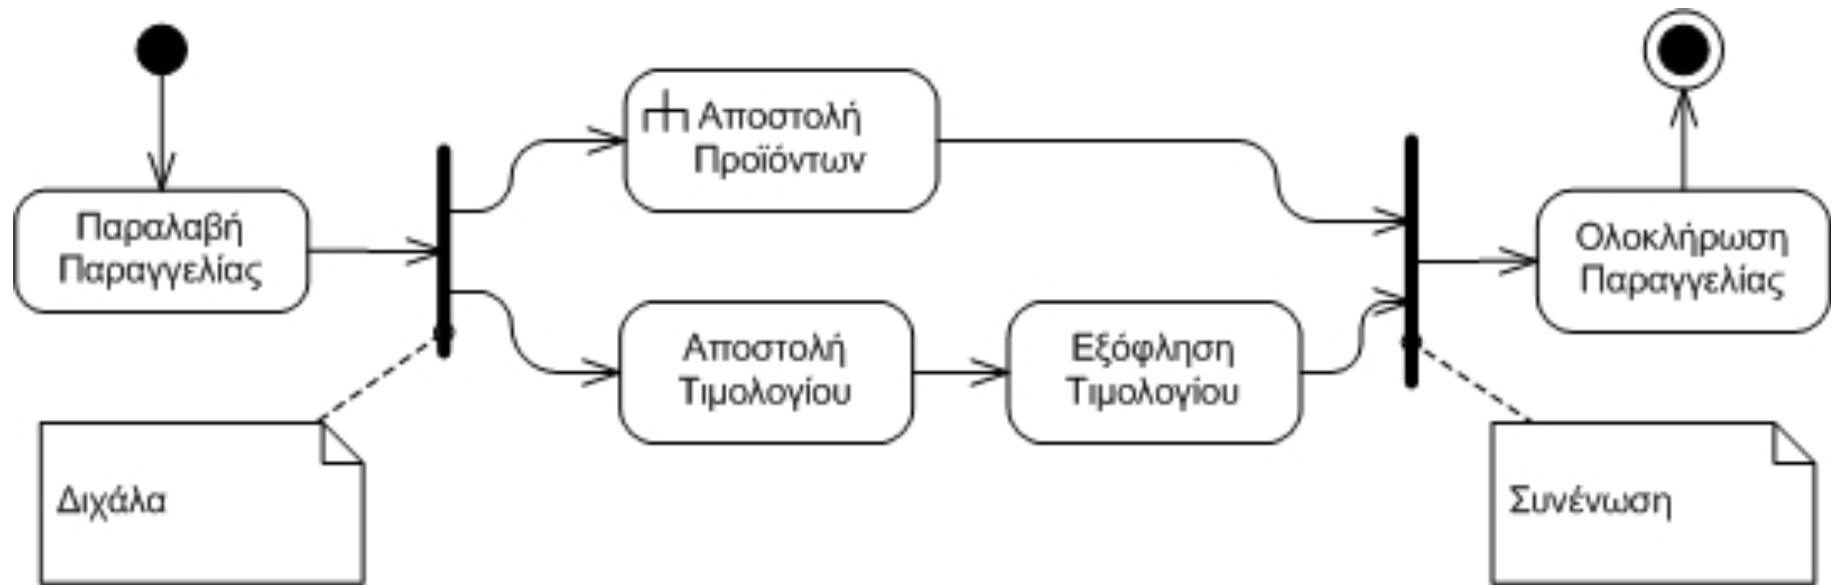 Παραλαβή
Παραγγελίας
Αποστολή
Προϊόντων
Αποστολή
Τιμολογίου
Εξόφληση
Τιμολογίου
Ολοκλήρωση
Παραγγελίας
Διχάλα
Συνένωση